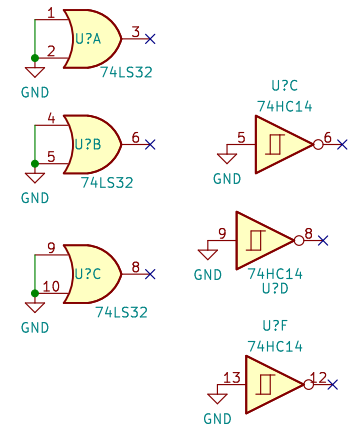 1
U?A
3
2
74LS32
GND
4
U?B
6
5
74LS32
GND
9
U?C
8
10
74LS32
GND
U?C
74HC14
5
6
GND
9
8
GND
74HC14
U?D
U?F
74HC14
13
12
GND